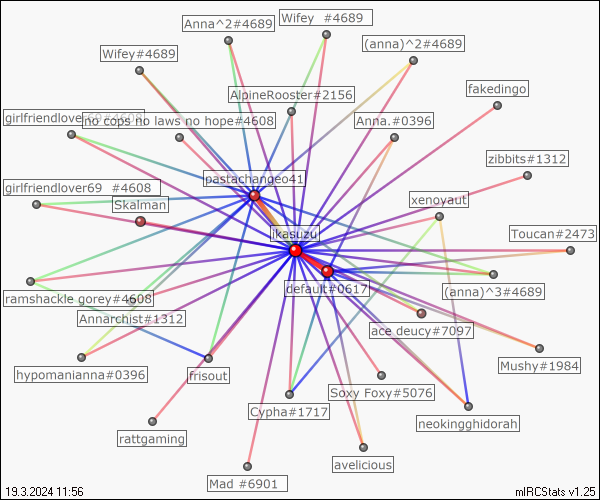 Wifey #4689
Anna^2#4689
(anna)^2#4689
Wifey#4689
fakedingo
AlpineRooster#2156
girlfriendlover69#4608
no cops no laws no hope#4608
Anna.#0396
zibbits#1312
pastachangeo41
girlfriendlover69 #4608
xenoyaut
Skalman
ikasuzu
Toucan#2473
default#0617
(anna)^3#4689
ramshackle gorey#4608
Annarchist#1312
ace deucy#7097
Mushy#1984
hypomanianna#0396
frisout
Soxy Foxy#5076
Cypha#1717
neokingghidorah
rattgaming
avelicious
Mad #6901
19.3.2024 11:56
mIRCStats v1.25